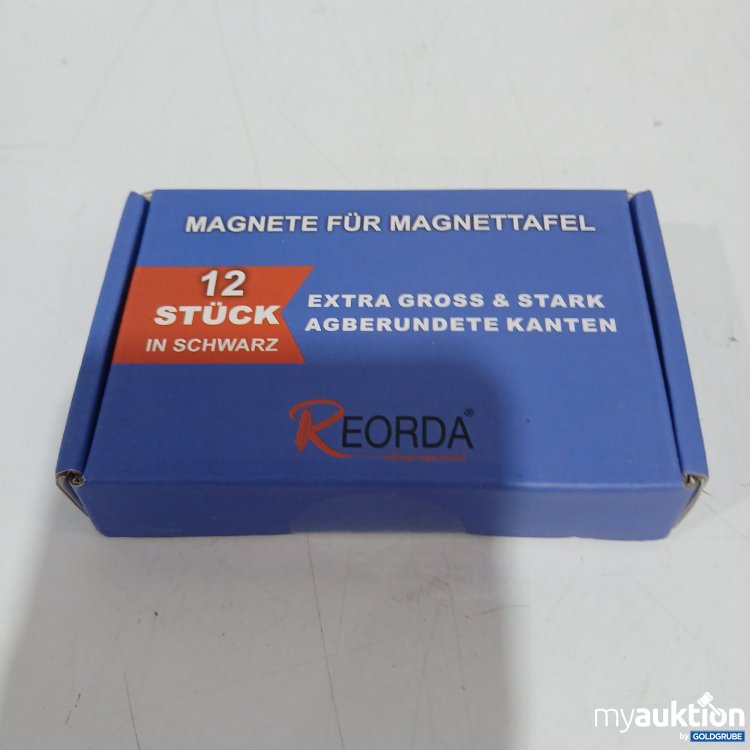 MAGNETE FÜR MAGNETTAFEL
12
STÜCK
IN SCHWARZ
EXTRA GROSS & STARK
AGBERUNDETE KANTEN
REORDA®
myauktion
by GOLDGRUBE